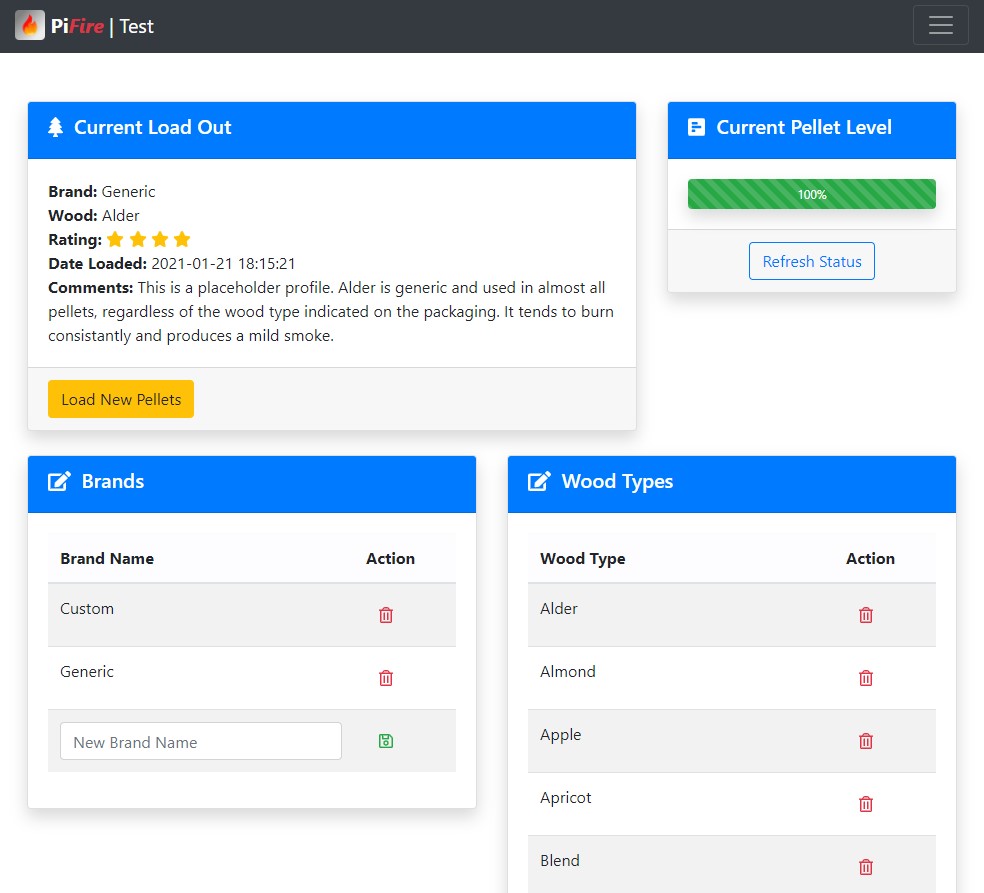 PiFire | Test
Current Load Out
Brand: Generic
Wood: Alder
Rating:
Date Loaded: 2021-01-21 18:15:21
Comments: This is a placeholder profile. Alder is generic and used in almost all
pellets, regardless of the wood type indicated on the packaging. It tends to burn
consistantly and produces a mild smoke.
Load New Pellets
Current Pellet Level
100%
Refresh Status
Brands
Brand Name Action
Custom
Generic
New Brand Name
Wood Types
Wood Type Action
Alder
Almond
Apple
Apricot
Blend